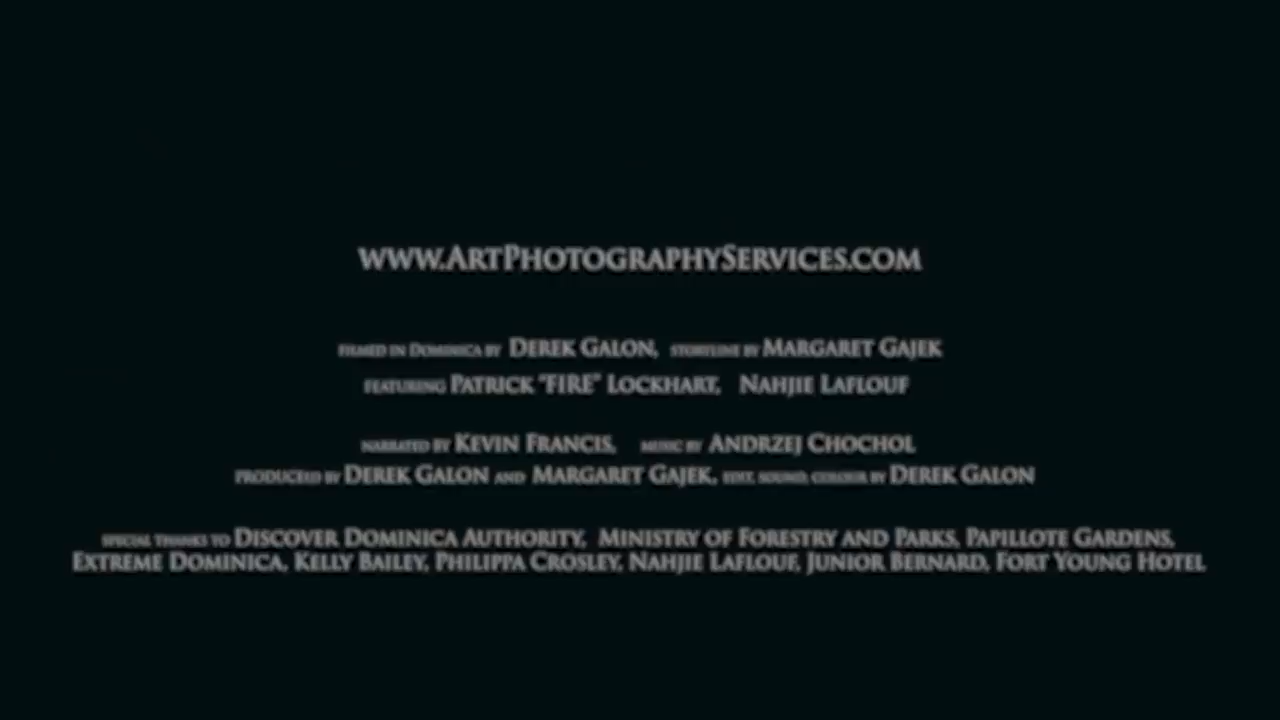 www.ArtPhotographyServices.com
filmed in Dominica by Derek Galon, storyline by Margaret Gajek
featuring Patrick "FIRE" Lockhart, Nahjie Laflouf
narrated by Kevin Francis, music by Andrzej Chochol
produced by Derek Galon and Margaret Gajek, edit, sound, colour by Derek Galon
special thanks to Discover Dominica Authority, Ministry of Forestry and Parks, Papillote Gardens,
Extreme Dominica, Kelly Bailey, Philippa Crosley, Nahjie Laflouf, Junior Bernard, Fort Young Hotel